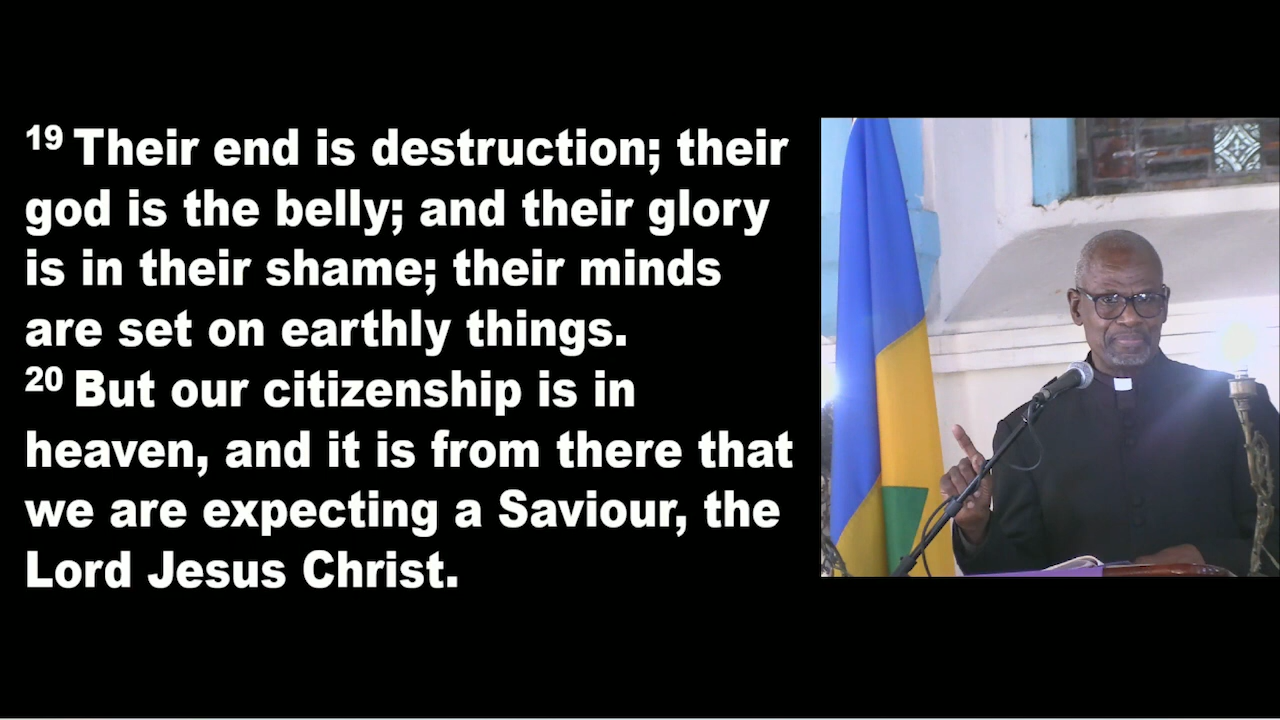 19 Their end is destruction; their
god is the belly; and their glory
is in their shame; their minds
are set on earthly things.
20 But our citizenship is in
heaven, and it is from there that
we are expecting a Saviour, the
Lord Jesus Christ.